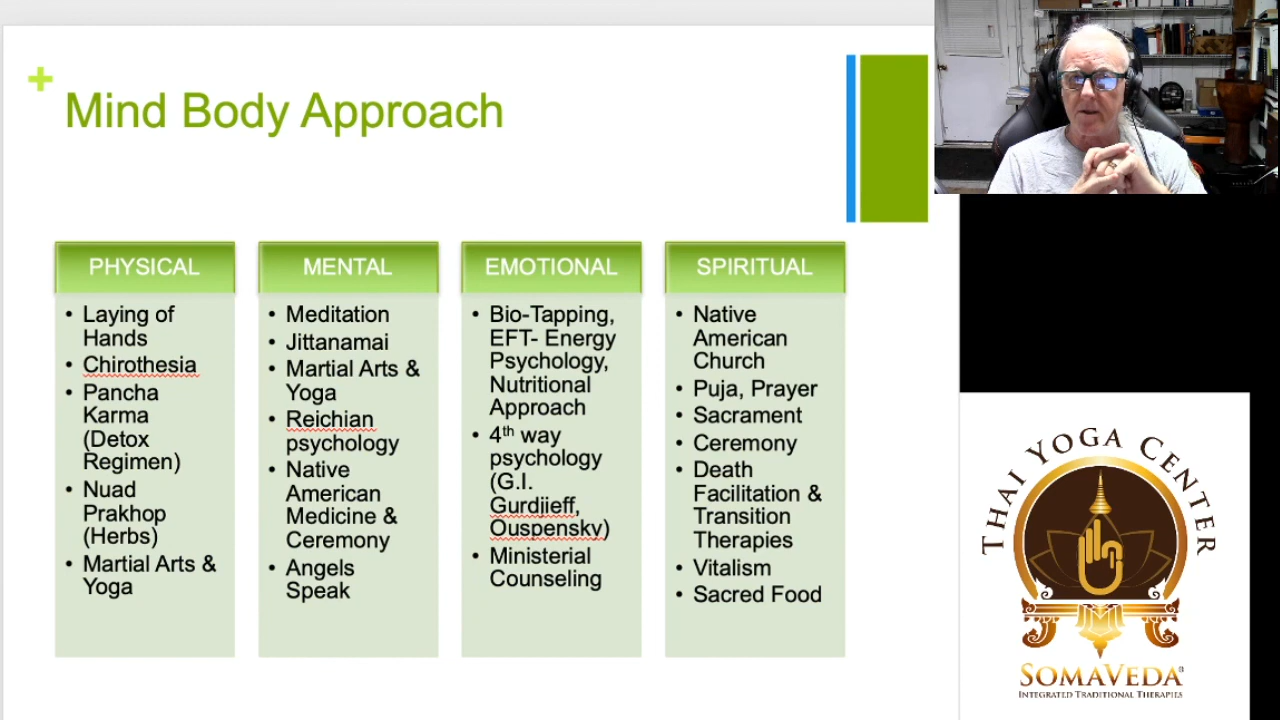 +
Mind Body Approach
PHYSICAL
• Laying of
Hands
• Chirothesia
• Pancha
Karma
(Detox
Regimen)
• Nuad
Prakhop
(Herbs)
• Martial Arts &
Yoga
MENTAL
• Meditation
• Jittanamai
• Martial Arts &
Yoga
• Reichian
psychology
• Native
American
Medicine &
Ceremony
• Angels
Speak
EMOTIONAL
• Bio-Tapping,
EFT- Energy
Psychology,
Nutritional
Approach
• 4th way
psychology
(G.I.
Gurdjieff,
Ouspensky)
• Ministerial
Counseling
SPIRITUAL
• Native
American
Church
• Puja, Prayer
• Sacrament
• Ceremony
• Death
Facilitation &
Transition
Therapies
• Vitalism
• Sacred Food
THAI YOGA CENTER
SOMAVEDA®
INTEGRATED TRADITIONAL THERAPIES